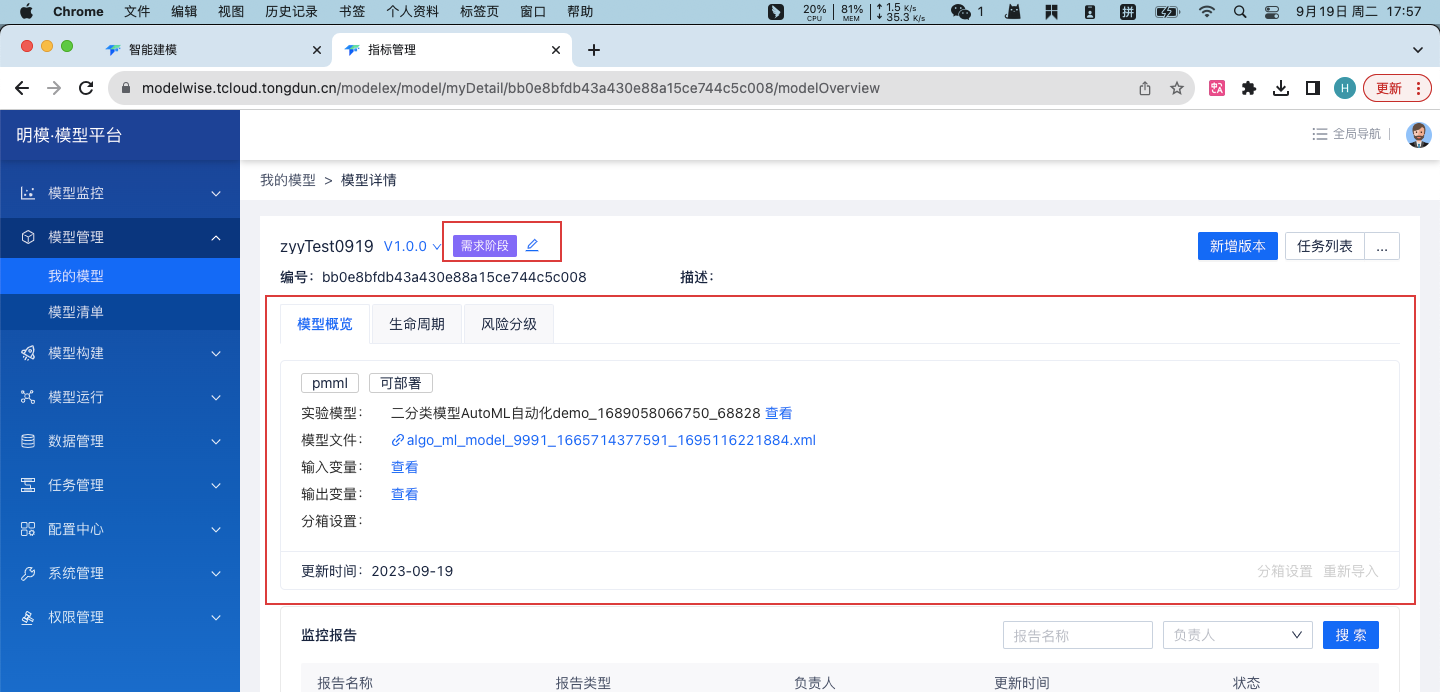 Chrome 文件 编辑 视图 历史记录 书签 个人资料 标签页 窗口 帮助 20% CPU 81% MEM 1.5 K/s 35.3 K/s 1 拼 9月19日 周二 17:57
智能建模 指标管理
modelwise.tcloud.tongdun.cn/modelex/model/myDetail/bb0e8bfdb43a430e88a15ce744c5c008/modelOverview H 更新
明模·模型平台
全局导航
模型监控
模型管理
我的模型
模型清单
模型构建
模型运行
数据管理
任务管理
配置中心
系统管理
权限管理
我的模型 > 模型详情
zyyTest0919 V1.0.0 需求阶段 新增版本 任务列表 ...
编号: bb0e8bfdb43a430e88a15ce744c5c008 描述:
模型概览 生命周期 风险分级
pmml 可部署
实验模型: 二分类模型AutoML自动化demo_1689058066750_68828 查看
模型文件: algo_ml_model_9991_1665714377591_1695116221884.xml
输入变量: 查看
输出变量: 查看
分箱设置:
更新时间: 2023-09-19 分箱设置 重新导入
监控报告 报告名称 负责人 搜 索
报告名称 报告类型 负责人 更新时间 状态